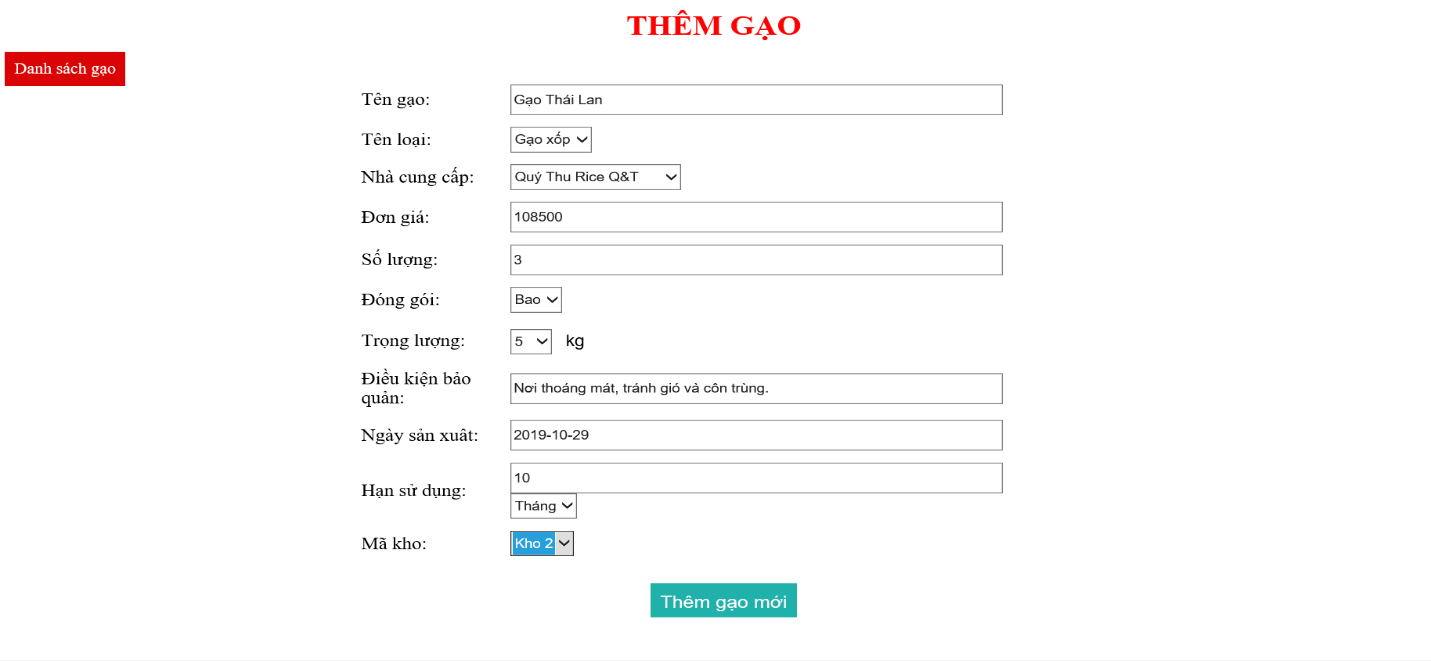 THÊM GẠO
Danh sách gạo
Tên gạo: Gạo Thái Lan
Tên loại: Gạo xốp
Nhà cung cấp: Quý Thu Rice Q&T
Đơn giá: 108500
Số lượng: 3
Đóng gói: Bao
Trọng lượng: 5 kg
Điều kiện bảo
quản: Nơi thoáng mát, tránh gió và côn trùng.
Ngày sản xuât: 2019-10-29
Hạn sử dụng: 10
Tháng
Mã kho: Kho 2
Thêm gạo mới